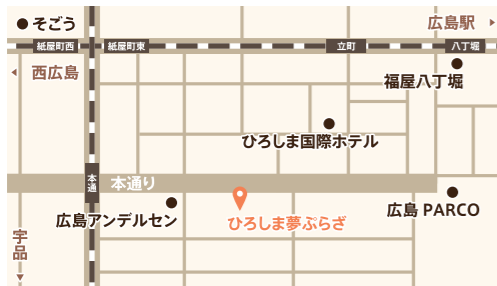 そごう
広島駅
紙屋町西
紙屋町東
立町
八丁堀
西広島
福屋八丁堀
ひろしま国際ホテル
本通
本通り
広島アンデルセン
ひろしま夢ぷらざ
広島 PARCO
宇品